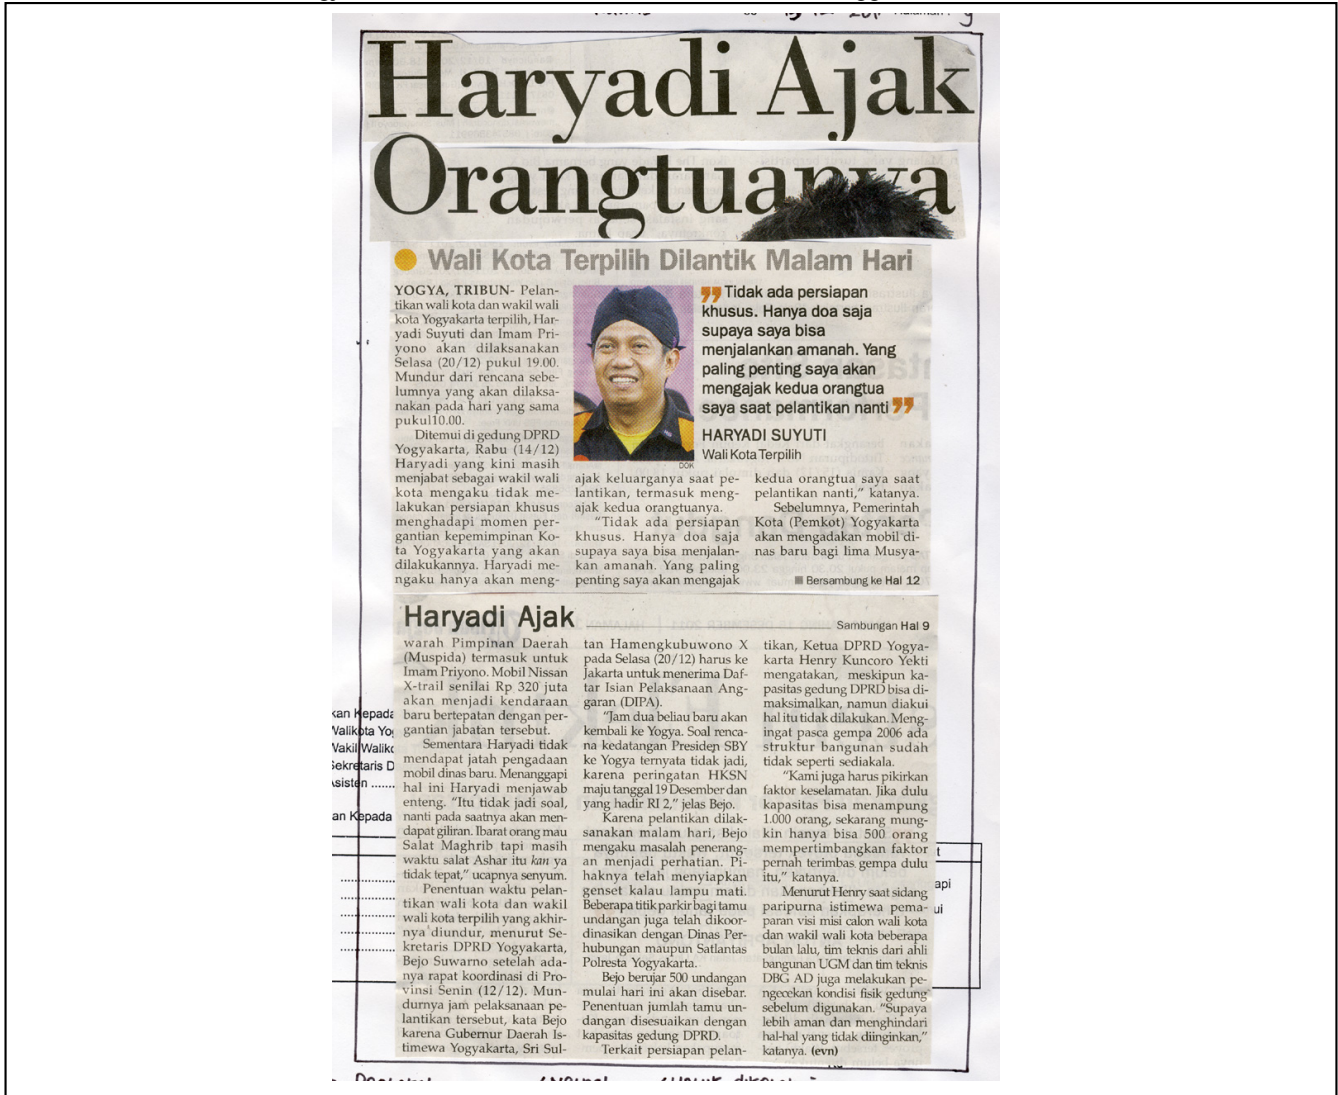 Haryadi Ajak
Orangtuanya
Wali Kota Terpilih Dilantik Malam Hari
YOGYA, TRIBUN- Pelan-
tikan wali kota dan wakil wali
kota Yogyakarta terpilih, Har-
yadi Suyuti dan Imam Pri-
yono akan dilaksanakan
Selasa (20/12) pukul 19.00.
Mundur dari rencana sebe-
lumnya yang akan dilaksa-
nakan pada hari yang sama
pukul10.00.
Ditemui di gedung DPRD
Yogyakarta, Rabu (14/12)
Haryadi yang kini masih
menjabat sebagai wakil wali
kota mengaku tidak me-
lakukan persiapan khusus
menghadapi momen per-
gantian kepemimpinan Ko-
ta Yogyakarta yang akan
dilakukannya. Haryadi me-
ngaku hanya akan meng-
DOK
"Tidak ada persiapan
khusus. Hanya doa saja
supaya saya bisa
menjalankan amanah. Yang
paling penting saya akan
mengajak kedua orangtua
saya saat pelantikan nanti"
HARYADI SUYUTI
Wali Kota Terpilih
ajak keluarganya saat pe-
lantikan, termasuk meng-
ajak kedua orangtuanya.
"Tidak ada persiapan
khusus. Hanya doa saja
supaya saya bisa menjalan-
kan amanah. Yang paling
penting saya akan mengajak
kedua orangtua saya saat
pelantikan nanti," katanya.
Sebelumnya, Pemerintah
Kota (Pemkot) Yogyakarta
akan mengadakan mobil di-
nas baru bagi lima Musya-
Bersambung ke Hal 12
Haryadi Ajak
Sambungan Hal 9
warah Pimpinan Daerah
(Muspida) termasuk untuk
Imam Priyono. Mobil Nissan
X-trail senilai Rp 320 juta
akan menjadi kendaraan
baru bertepatan dengan per-
gantian jabatan tersebut.
Sementara Haryadi tidak
mendapat jatah pengadaan
mobil dinas baru. Menanggapi
hal ini Haryadi menjawab
enteng. "Itu tidak jadi soal,
nanti pada saatnya akan men-
dapat giliran. Ibarat orang mau
Salat Maghrib tapi masih
waktu salat Ashar itu kan ya
tidak tepat," ucapnya senyum.
Penentuan waktu pelan-
tikan wali kota dan wakil
wali kota terpilih yang akhir-
nya diundur, menurut Se-
kretaris DPRD Yogyakarta,
Bejo Suwarno setelah ada-
nya rapat koordinasi di Pro-
vinsi Senin (12/12). Mun-
durnya jam pelaksanaan pe-
lantikan tersebut, kata Bejo
karena Gubernur Daerah Is-
timewa Yogyakarta, Sri Sul-
tan Hamengkubuwono X
pada Selasa (20/12) harus ke
Jakarta untuk menerima Daf-
tar Isian Pelaksanaan Ang-
garan (DIPA).
"Jam dua beliau baru akan
kembali ke Yogya. Soal renca-
na kedatangan Presiden SBY
ke Yogya ternyata tidak jadi,
karena peringatan HKSN
maju tanggal 19 Desember dan
yang hadir RI 2," jelas Bejo.
Karena pelantikan dilak-
sanakan malam hari, Bejo
mengaku masalah penerang-
an menjadi perhatian. Pi-
haknya telah menyiapkan
genset kalau lampu mati.
Beberapa titik parkir bagi tamu
undangan juga telah dikoor-
dinasikan dengan Dinas Per-
hubungan maupun Satlantas
Polresta Yogyakarta.
Bejo berujar 500 undangan
mulai hari ini akan disebar.
Penentuan jumlah tamu un-
dangan disesuaikan dengan
kapasitas gedung DPRD.
Terkait persiapan pelan-
tikan, Ketua DPRD Yogya-
karta Henry Kuncoro Yekti
mengatakan, meskipun ka-
pasitas gedung DPRD bisa di-
maksimalkan, namun diakui
hal itu tidak dilakukan. Meng-
ingat pasca gempa 2006 ada
struktur bangunan sudah
tidak seperti sediakala.
"Kami juga harus pikirkan
faktor keselamatan. Jika dulu
kapasitas bisa menampung
1.000 orang, sekarang mung-
kin hanya bisa 500 orang
mempertimbangkan faktor
pernah terimbas gempa dulu
itu," katanya.
Menurut Henry saat sidang
paripurna istimewa pema-
paran visi misi calon wali kota
dan wakil wali kota beberapa
bulan lalu, tim teknis dari ahli
bangunan UGM dan tim teknis
DBG AD juga melakukan pe-
ngecekan kondisi fisik gedung
sebelum digunakan. "Supaya
lebih aman dan menghindari
hal-hal yang tidak diinginkan,"
katanya. (evn)
kan Kepada
Walikota Yo
Wakil Waliko
Sekretaris D
Asisten ......
an Kepada
t
api
ui